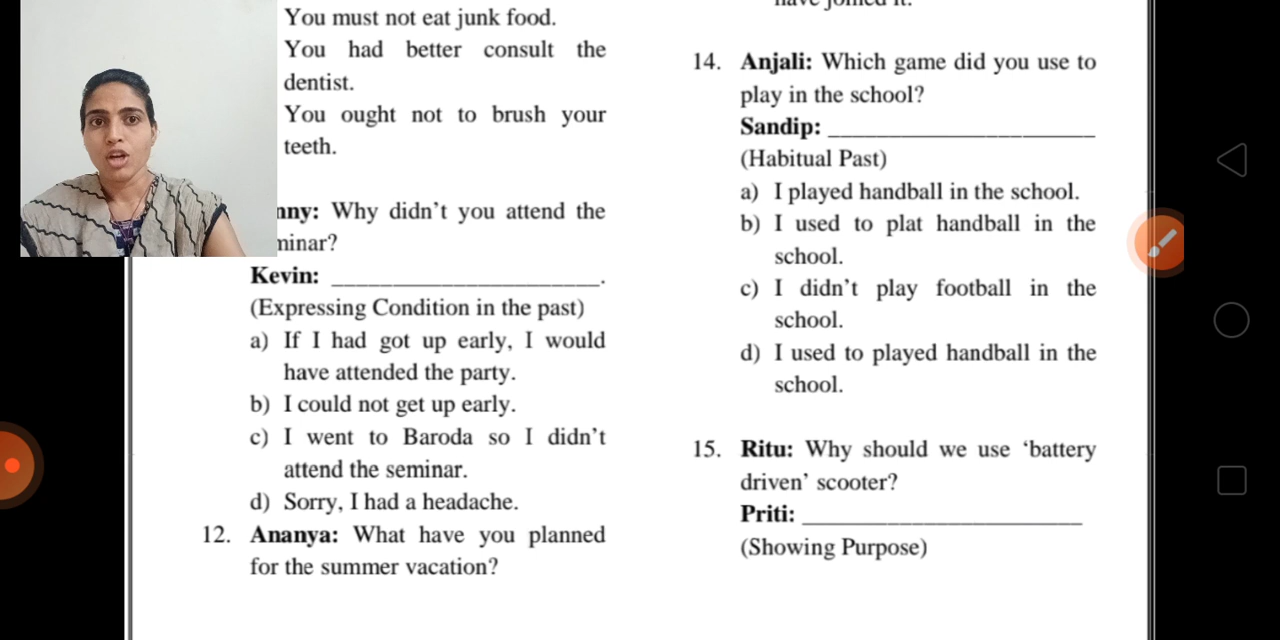 You must not eat junk food.
You had better consult the
dentist.
You ought not to brush your
teeth.
nny: Why didn’t you attend the
minar?
Kevin: ______________________.
(Expressing Condition in the past)
a) If I had got up early, I would
have attended the party.
b) I could not get up early.
c) I went to Baroda so I didn’t
attend the seminar.
d) Sorry, I had a headache.
12. Ananya: What have you planned
for the summer vacation?
14. Anjali: Which game did you use to
play in the school?
Sandip: ______________________
(Habitual Past)
a) I played handball in the school.
b) I used to plat handball in the
school.
c) I didn’t play football in the
school.
d) I used to played handball in the
school.
15. Ritu: Why should we use ‘battery
driven’ scooter?
Priti: ______________________
(Showing Purpose)